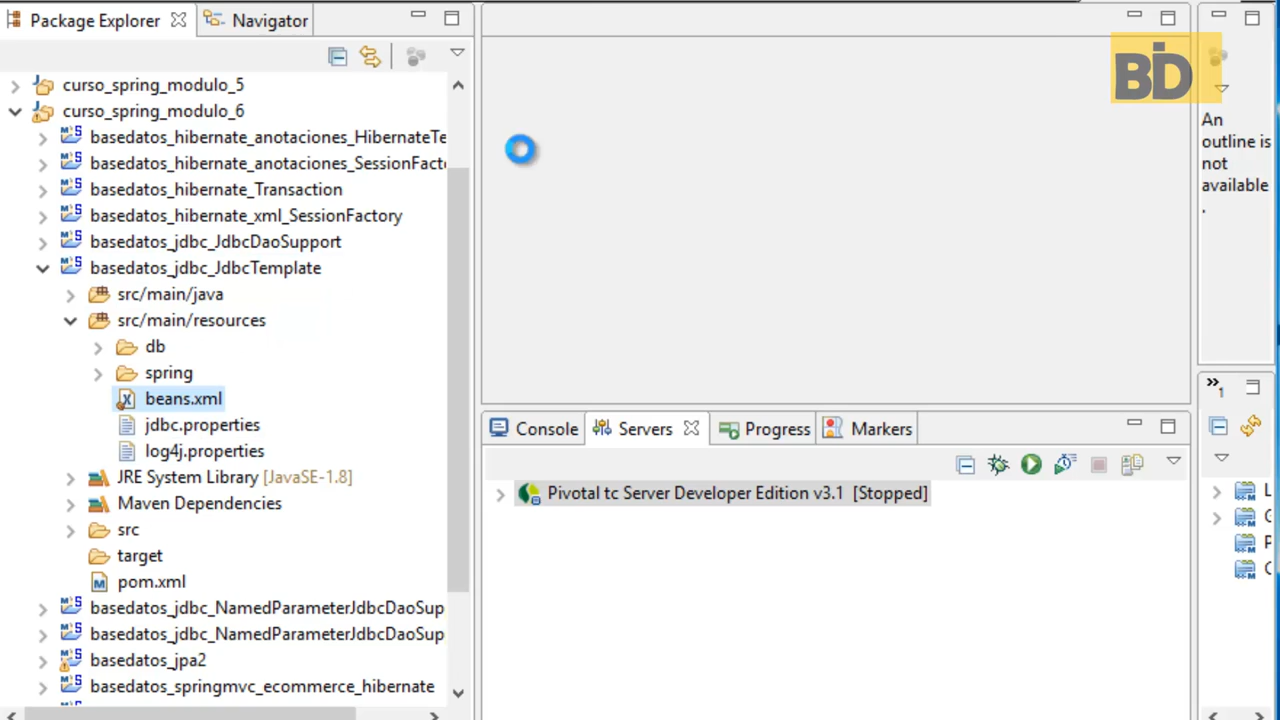 Package Explorer
Navigator
curso_spring_modulo_5
curso_spring_modulo_6
basedatos_hibernate_anotaciones_HibernateTe
basedatos_hibernate_anotaciones_SessionFacto
basedatos_hibernate_Transaction
basedatos_hibernate_xml_SessionFactory
basedatos_jdbc_JdbcDaoSupport
basedatos_jdbc_JdbcTemplate
src/main/java
src/main/resources
db
spring
beans.xml
jdbc.properties
log4j.properties
JRE System Library [JavaSE-1.8]
Maven Dependencies
src
target
pom.xml
basedatos_jdbc_NamedParameterJdbcDaoSup
basedatos_jdbc_NamedParameterJdbcDaoSup
basedatos_jpa2
basedatos_springmvc_ecommerce_hibernate
BiD
An
outline is
not
available
.
Console
Servers
Progress
Markers
Pivotal tc Server Developer Edition v3.1 [Stopped]